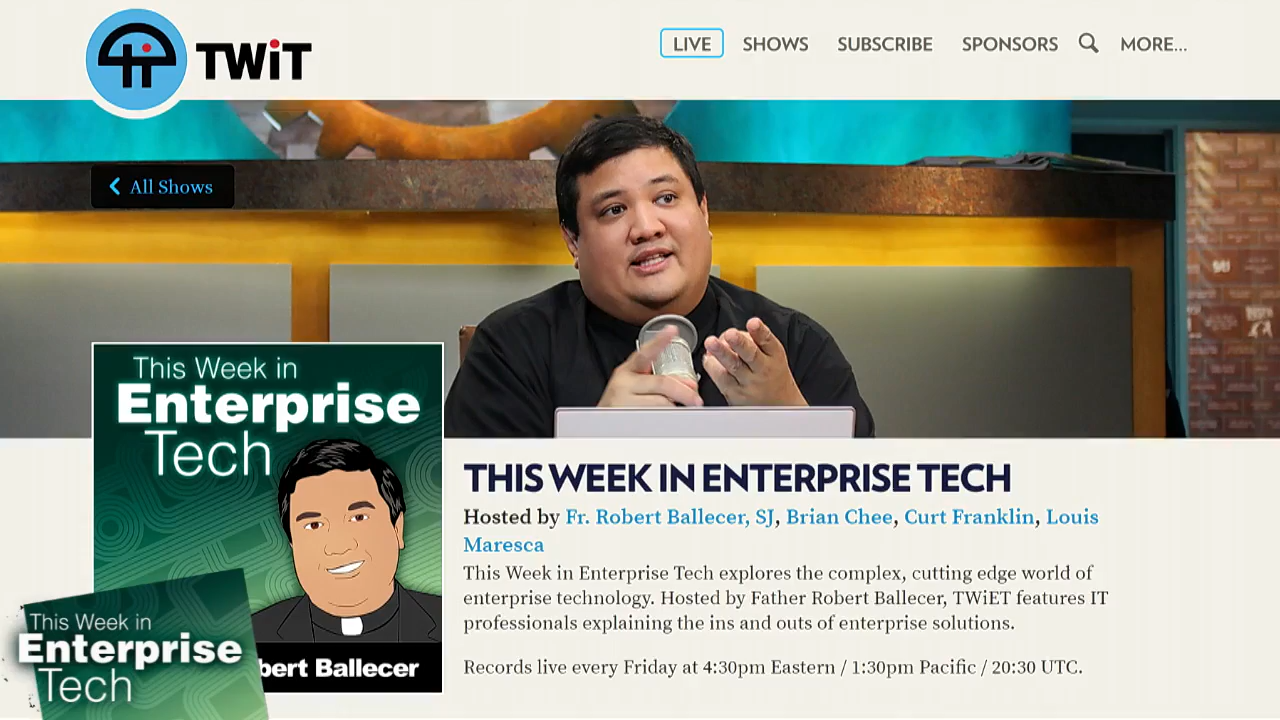 TWiT
LIVE
SHOWS
SUBSCRIBE
SPONSORS
MORE...
All Shows
This Week in
Enterprise
Tech
bert Ballecer
THIS WEEK IN ENTERPRISE TECH
Hosted by Fr. Robert Ballecer, SJ, Brian Chee, Curt Franklin, Louis
Maresca
This Week in Enterprise Tech explores the complex, cutting edge world of
enterprise technology. Hosted by Father Robert Ballecer, TWiET features IT
professionals explaining the ins and outs of enterprise solutions.
Records live every Friday at 4:30pm Eastern / 1:30pm Pacific / 20:30 UTC.
This Week in
Enterprise
Tech